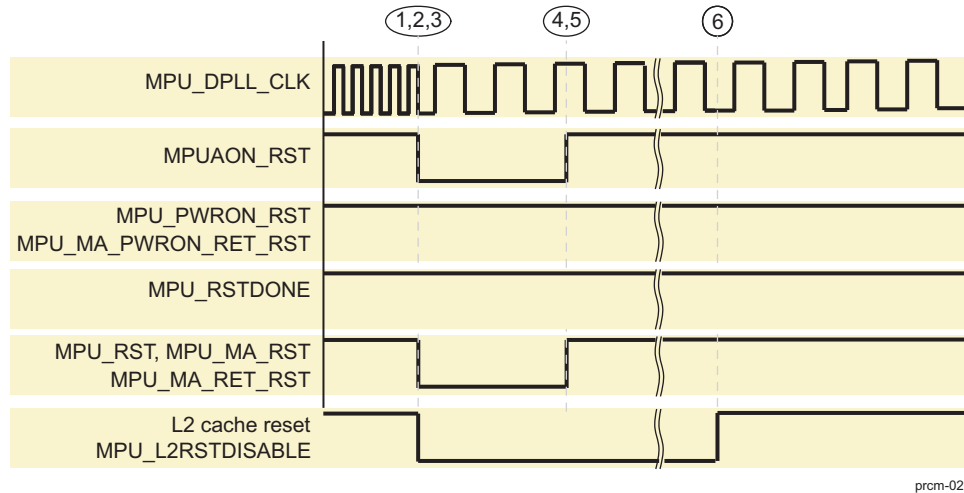 1,2,3
4,5
6
MPU_DPLL_CLK
MPUAON_RST
MPU_PWRON_RST
MPU_MA_PWRON_RET_RST
MPU_RSTDONE
MPU_RST, MPU_MA_RST
MPU_MA_RET_RST
L2 cache reset
MPU_L2RSTDISABLE
prcm-02